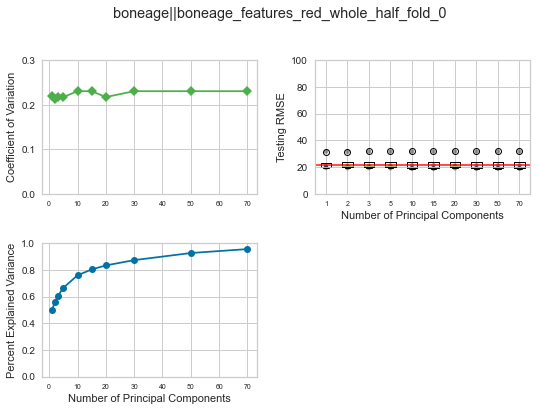 boneage||boneage_features_red_whole_half_fold_0
Coefficient of Variation
0.3
0.2
0.1
0.0
0 10 20 30 40 50 60 70
Testing RMSE
100
80
60
40
20
0
1 2 3 5 10 15 20 30 50 70
Number of Principal Components
Percent Explained Variance
1.0
0.8
0.6
0.4
0.2
0.0
0 10 20 30 40 50 60 70
Number of Principal Components